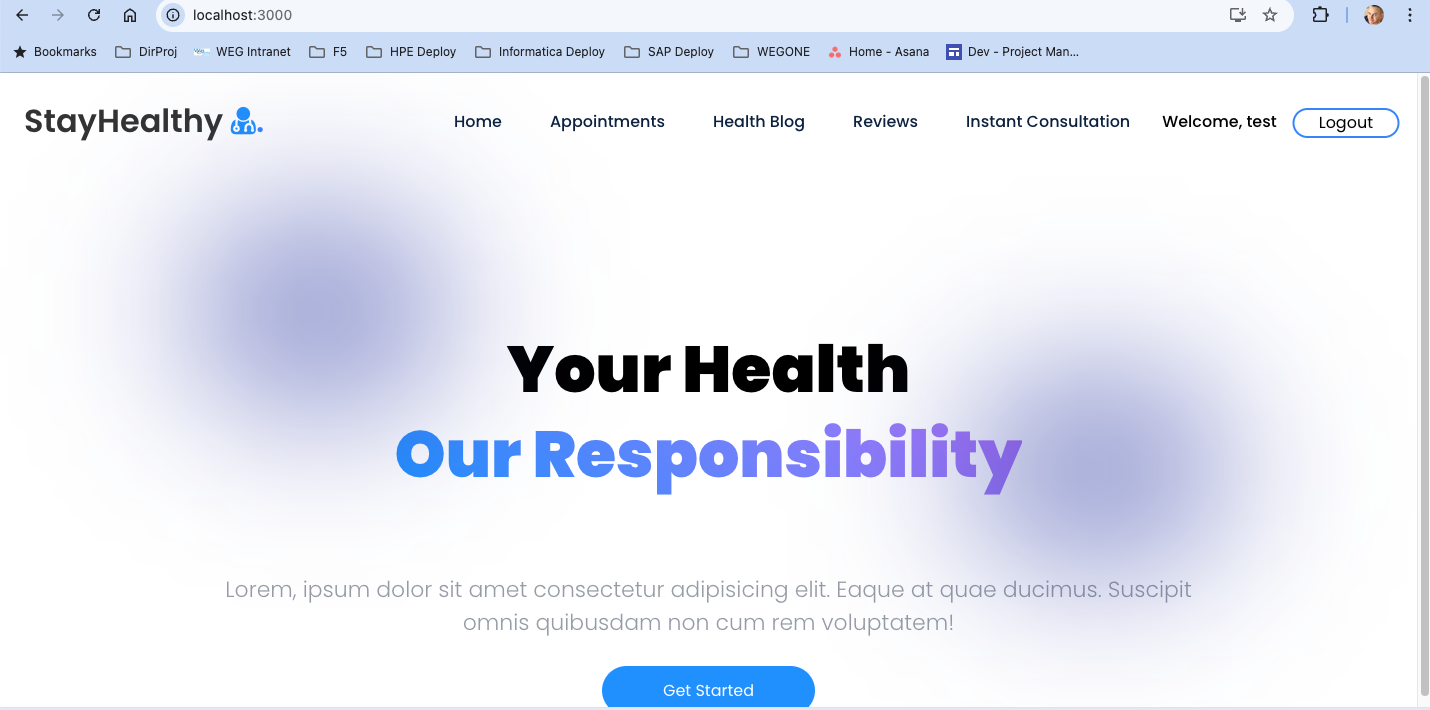 localhost:3000
Bookmarks DirProj WEG Intranet F5 HPE Deploy Informatica Deploy SAP Deploy WEGONE Home - Asana Dev - Project Man...
StayHealthy Home Appointments Health Blog Reviews Instant Consultation Welcome, test Logout
Your Health
Our Responsibility
Lorem, ipsum dolor sit amet consectetur adipisicing elit. Eaque at quae ducimus. Suscipit
omnis quibusdam non cum rem voluptatem!
Get Started